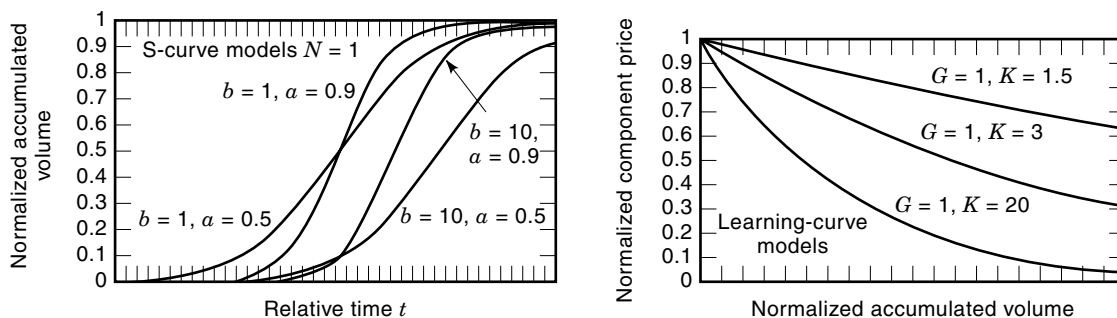 Normalized accumulated
volume
1
0.9
0.8
0.7
0.6
0.5
0.4
0.3
0.2
0.1
0
S-curve models N = 1
b = 1, a = 0.9
b = 10,
a = 0.9
b = 1, a = 0.5
b = 10, a = 0.5
Relative time t
Normalized component price
1
0.9
0.8
0.7
0.6
0.5
0.4
0.3
0.2
0.1
0
G = 1, K = 1.5
G = 1, K = 3
G = 1, K = 20
Learning-curve
models
Normalized accumulated volume